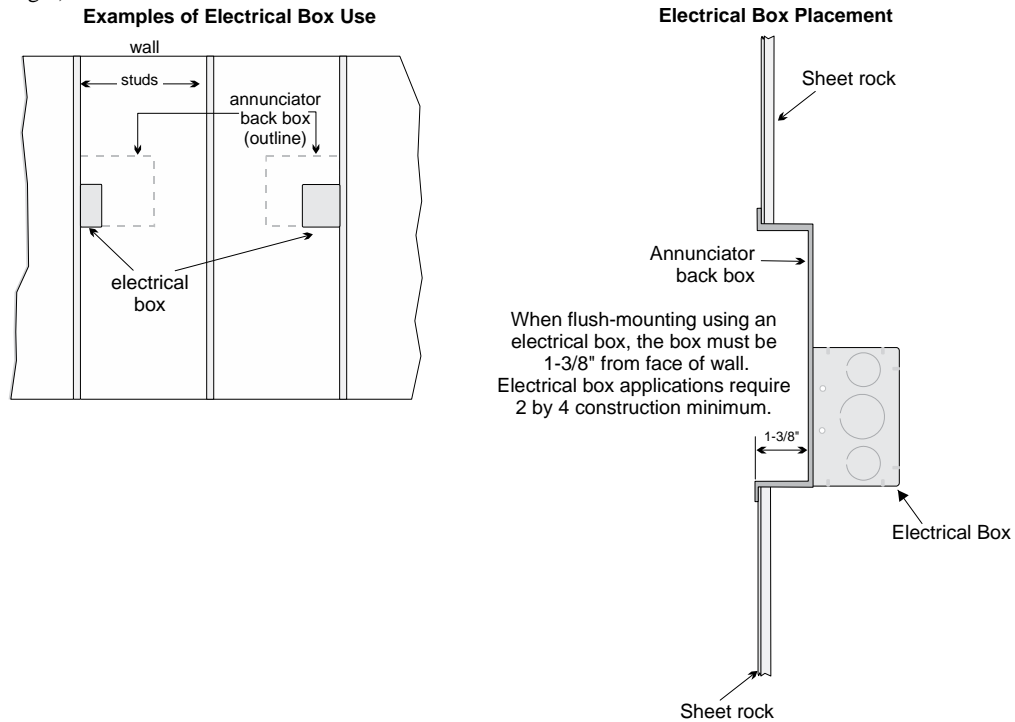 Examples of Electrical Box Use
wall
studs
annunciator
back box
(outline)
electrical
box
Electrical Box Placement
Sheet rock
Annunciator
back box
When flush-mounting using an
electrical box, the box must be
1-3/8" from face of wall.
Electrical box applications require
2 by 4 construction minimum.
1-3/8"
Electrical Box
Sheet rock